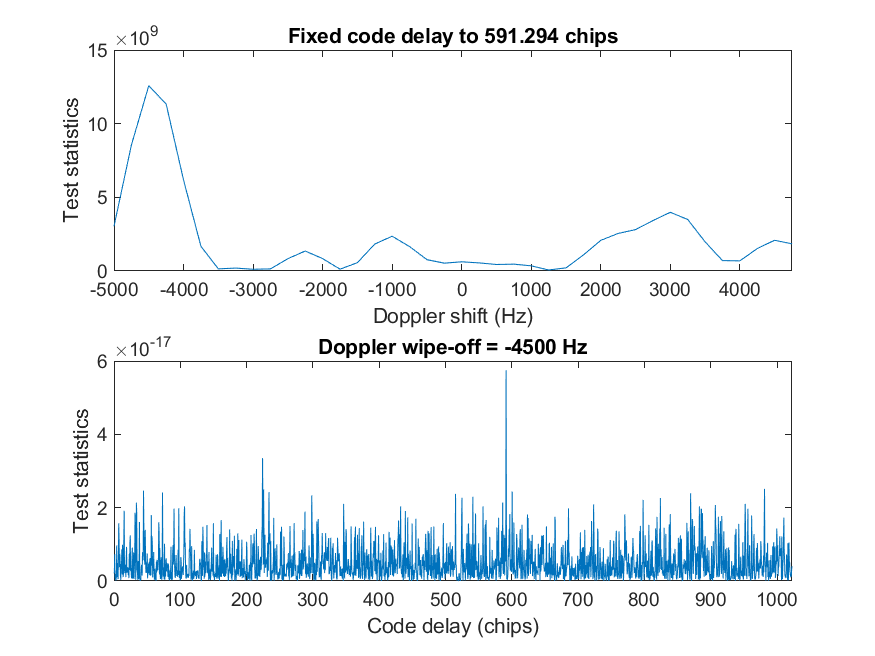 Fixed code delay to 591.294 chips
×10⁹
15
10
5
0
Test statistics
-5000 -4000 -3000 -2000 -1000 0 1000 2000 3000 4000
Doppler shift (Hz)
Doppler wipe-off = -4500 Hz
×10⁻¹⁷
6
4
2
0
Test statistics
0 100 200 300 400 500 600 700 800 900 1000
Code delay (chips)